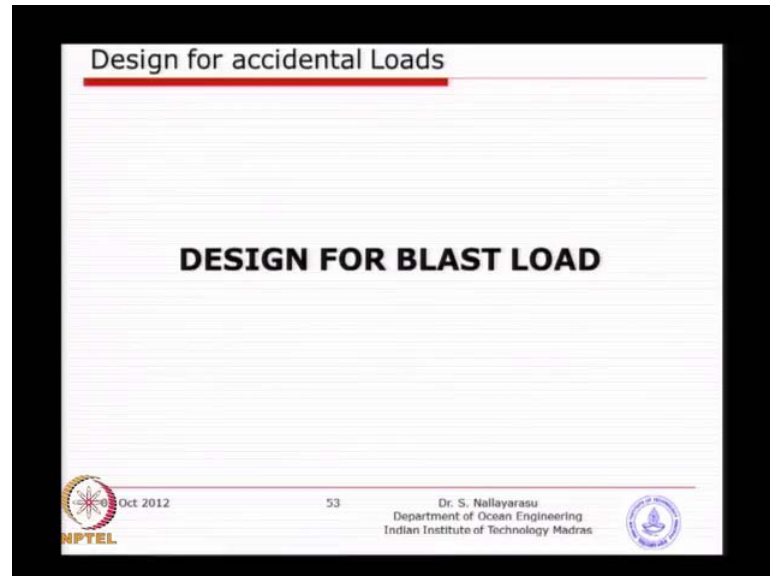 Design for accidental Loads
DESIGN FOR BLAST LOAD
Oct 2012
53
Dr. S. Nallayarasu
Department of Ocean Engineering
Indian Institute of Technology Madras
NPTEL